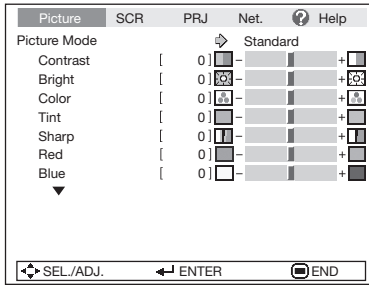 Picture SCR PRJ Net. ? Help
Picture Mode Standard
Contrast [ 0 ] - +
Bright [ 0 ] - +
Color [ 0 ] - +
Tint [ 0 ] - +
Sharp [ 0 ] - +
Red [ 0 ] - +
Blue [ 0 ] - +
SEL./ADJ. ENTER END